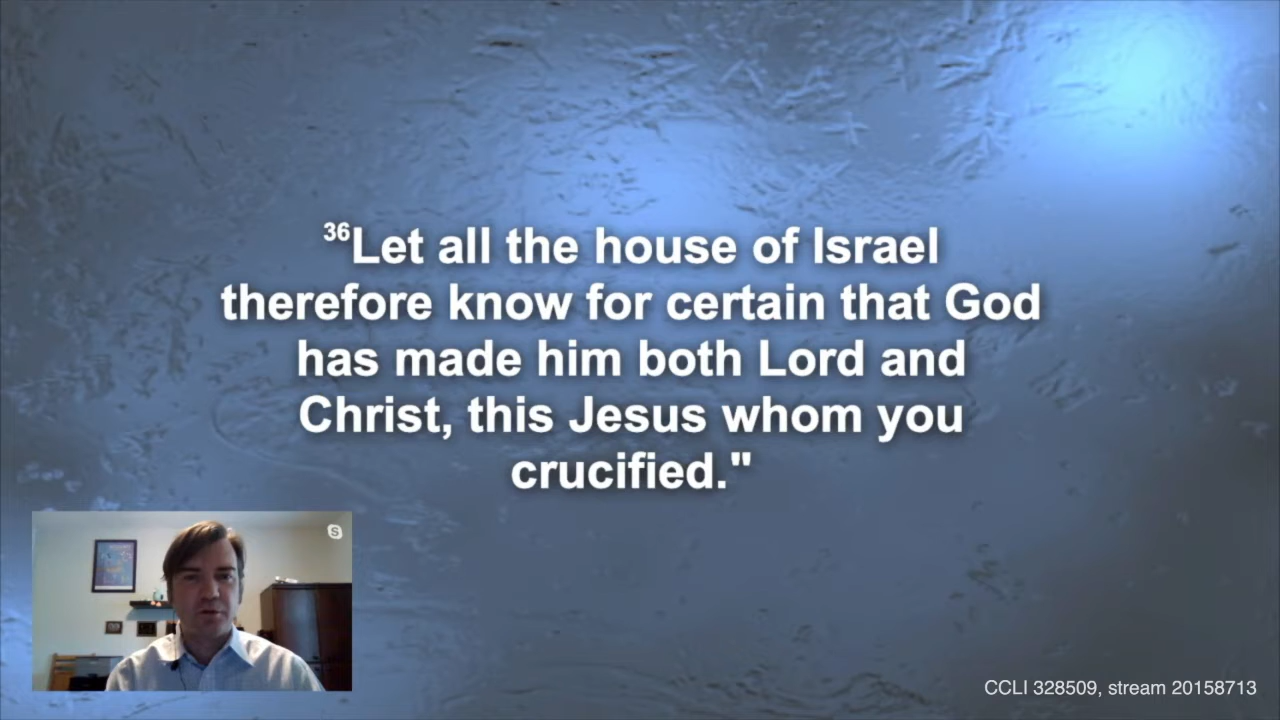 ³⁶Let all the house of Israel
therefore know for certain that God
has made him both Lord and
Christ, this Jesus whom you
crucified."
S
CCLI 328509, stream 20158713